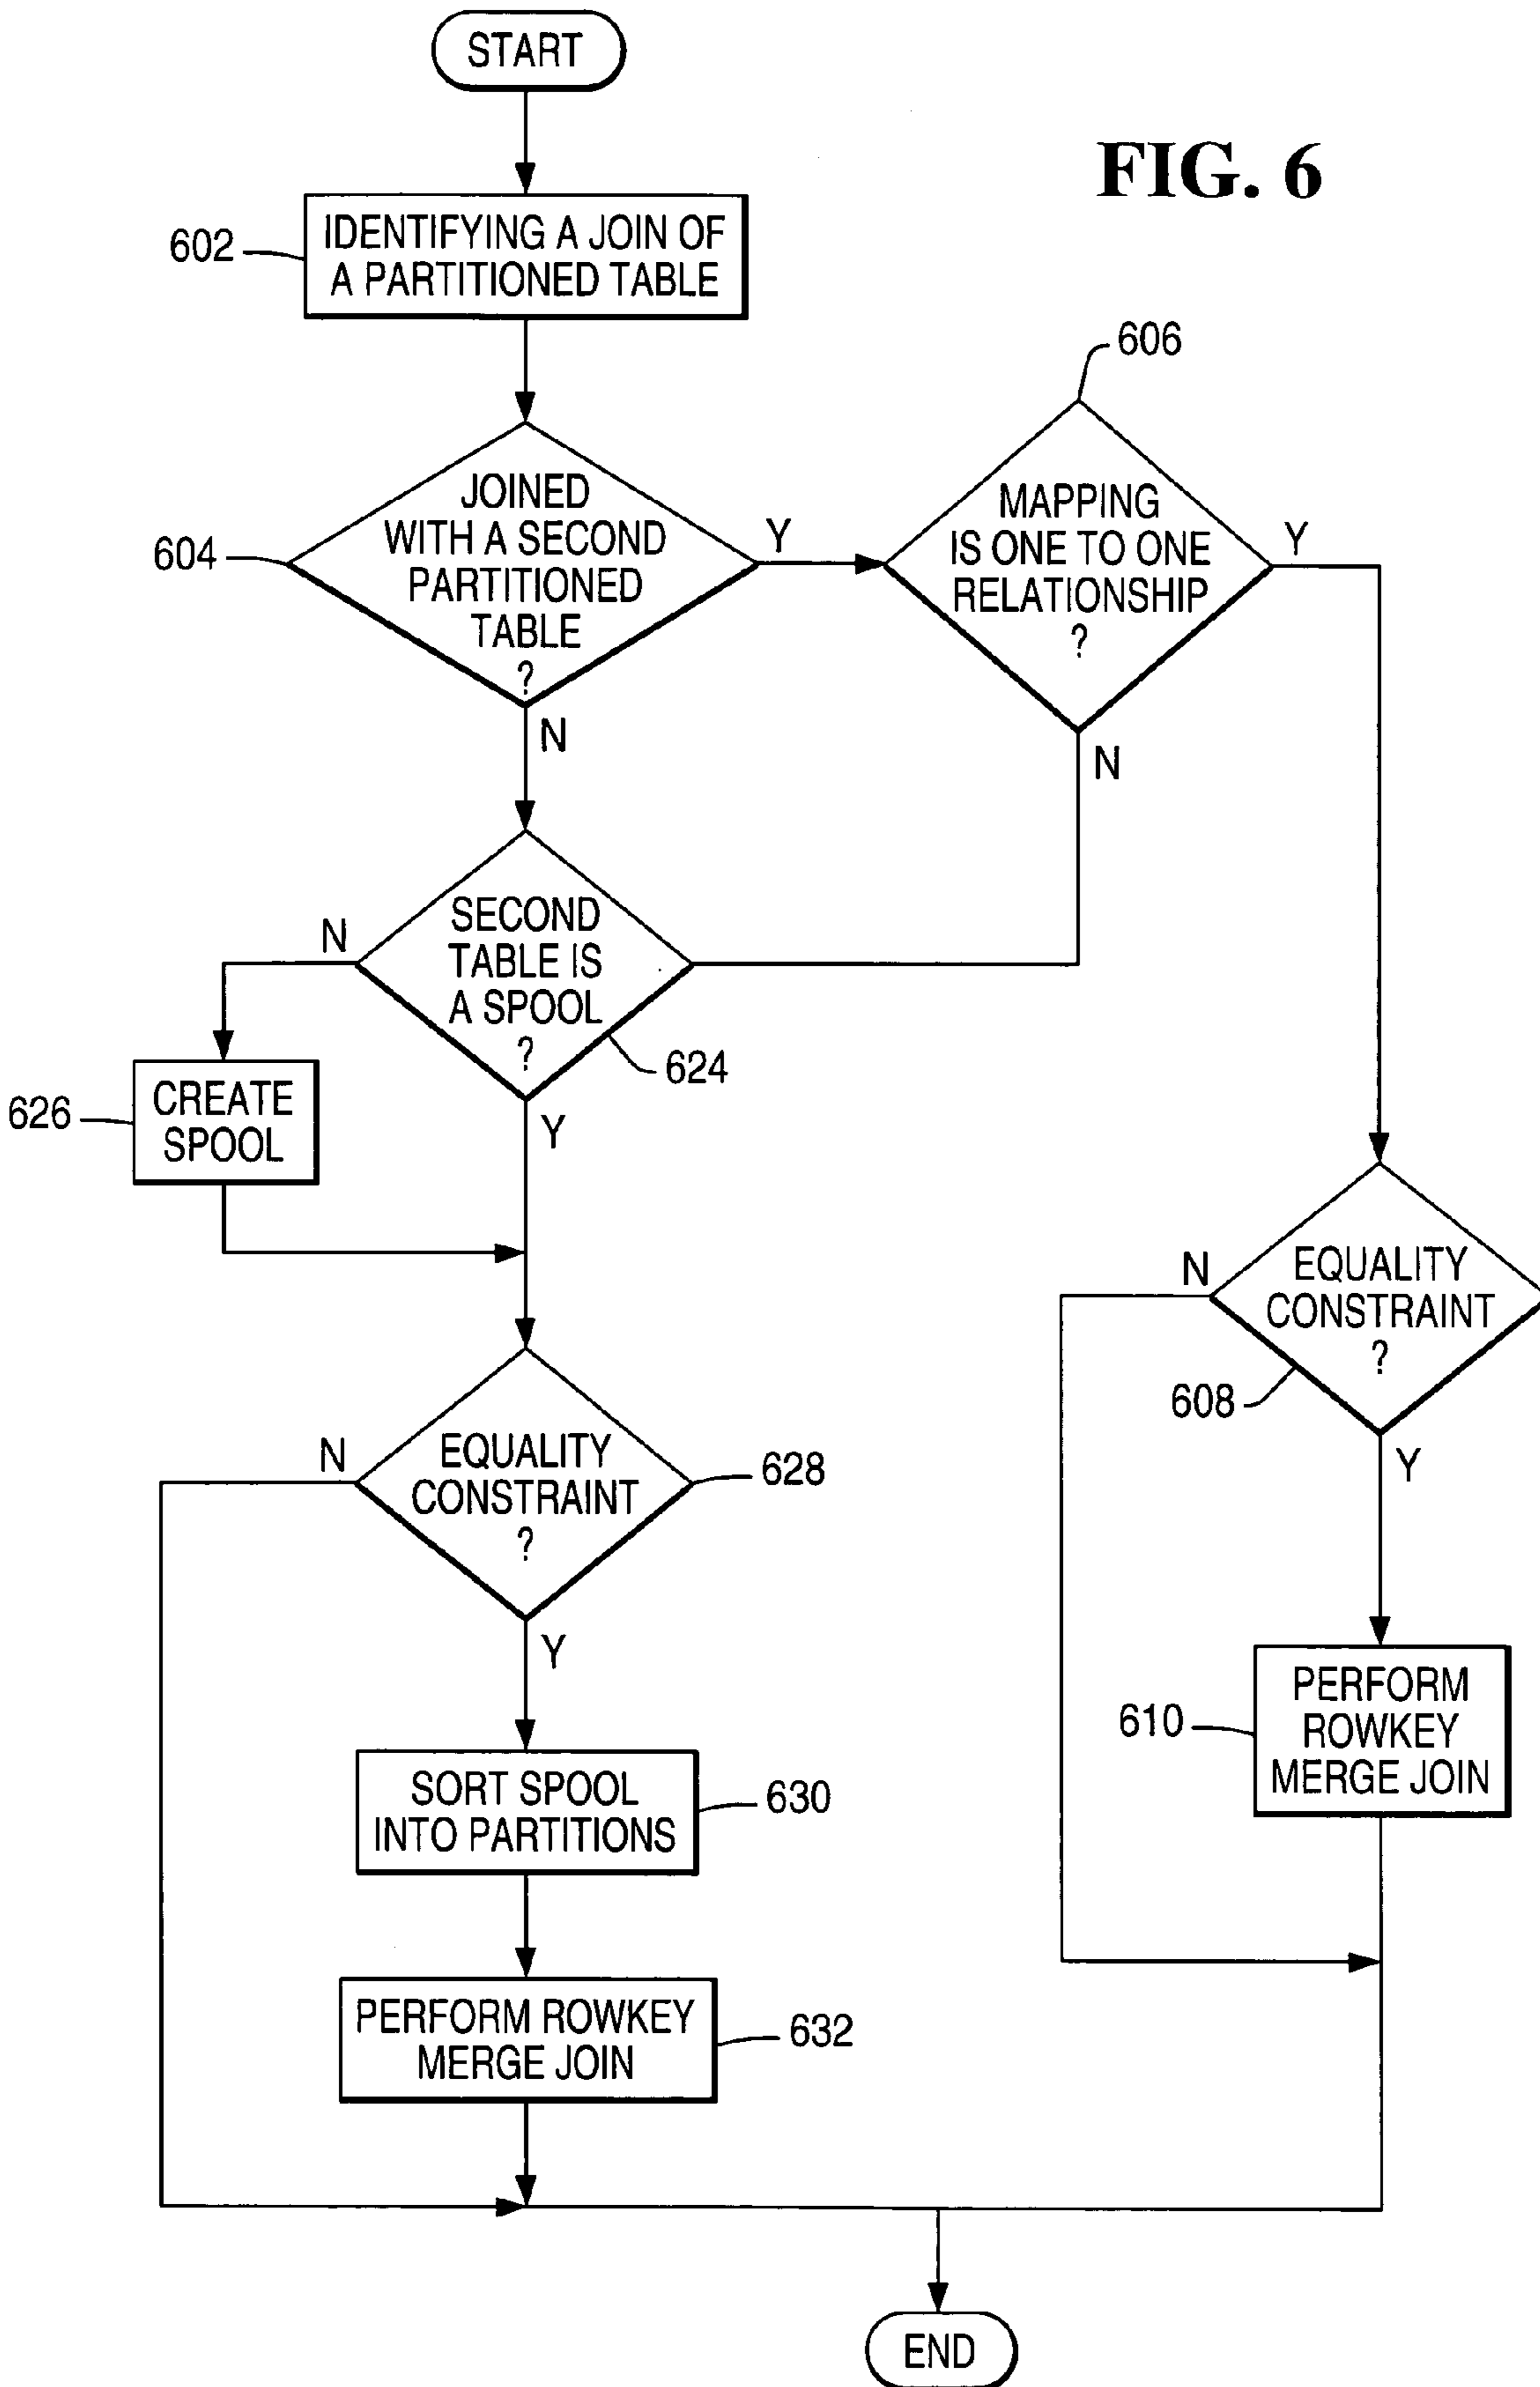 START
FIG. 6
602
IDENTIFYING A JOIN OF
A PARTITIONED TABLE
606
604
JOINED
WITH A SECOND
PARTITIONED
TABLE
?
Y
N
MAPPING
IS ONE TO ONE
RELATIONSHIP
?
Y
N
SECOND
TABLE IS
A SPOOL
?
N
624
Y
626
CREATE
SPOOL
N
EQUALITY
CONSTRAINT
?
608
Y
N
EQUALITY
CONSTRAINT
?
628
Y
610
PERFORM
ROWKEY
MERGE JOIN
SORT SPOOL
INTO PARTITIONS
630
PERFORM ROWKEY
MERGE JOIN
632
END